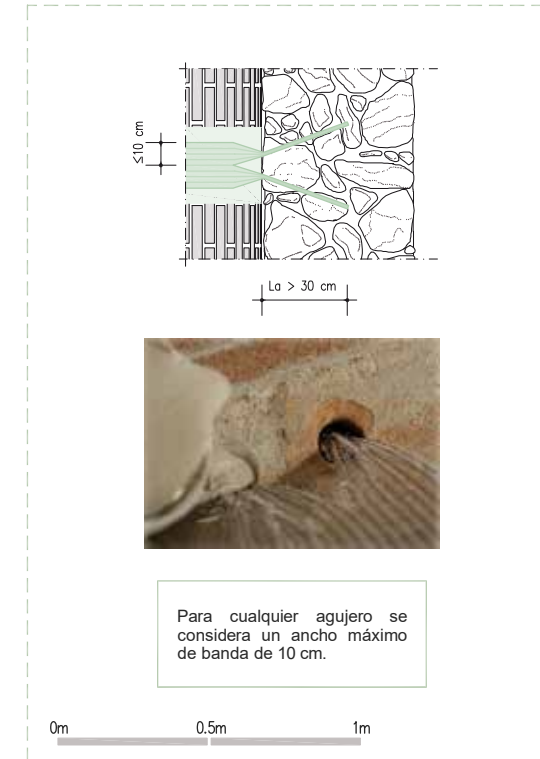 ≤10 cm
La > 30 cm
Para cualquier agujero se
considera un ancho máximo
de banda de 10 cm.
0m 0.5m 1m